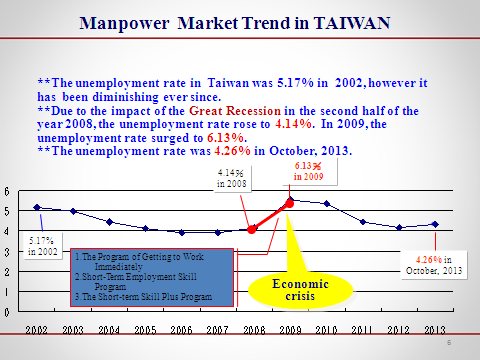 Manpower Market Trend in TAIWAN
**The unemployment rate in Taiwan was 5.17% in 2002, however it
has been diminishing ever since.
**Due to the impact of the Great Recession in the second half of the
year 2008, the unemployment rate rose to 4.14%. In 2009, the
unemployment rate surged to 6.13%.
**The unemployment rate was 4.26% in October, 2013.
4.14%
in 2008
6.13%
in 2009
6
5
4
3
2
1
0
5.17%
in 2002
1.The Program of Getting to Work
Immediately
2.Short-Term Employment Skill
Program
3.The Short-term Skill Plus Program
Economic
crisis
4.26% in
October, 2013
2002 2003 2004 2005 2006 2007 2008 2009 2010 2011 2012 2013
6